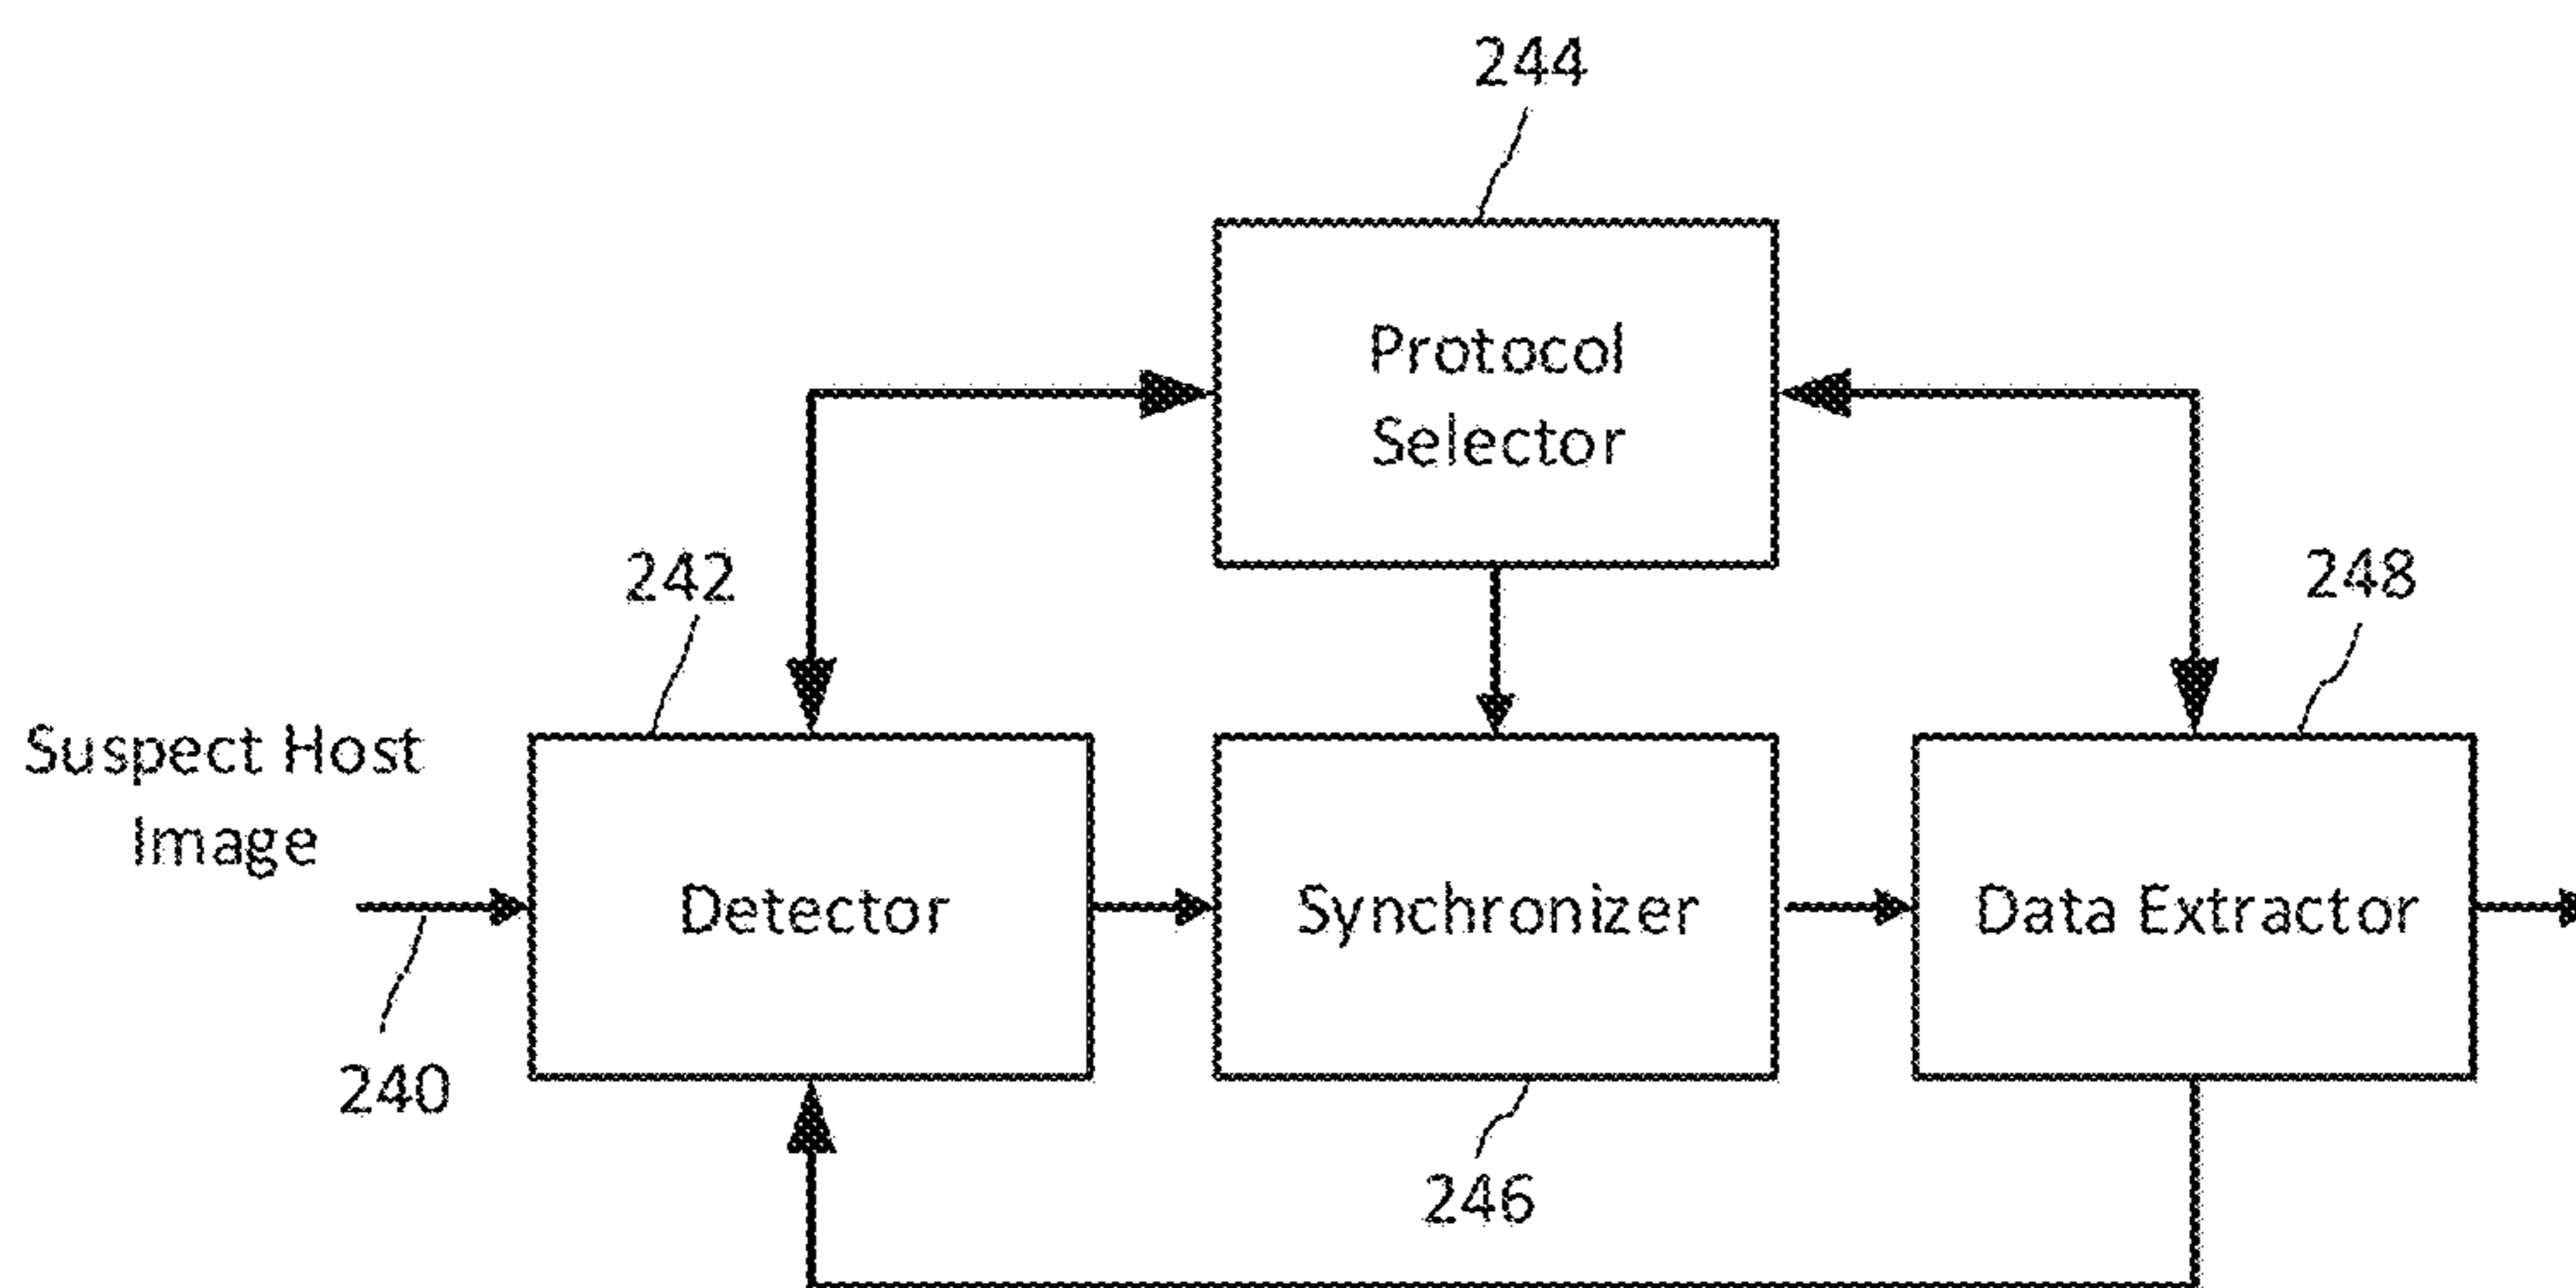 244
Protocol
Selector
242
248
Suspect Host
Image
Detector
Synchronizer
Data Extractor
240
246